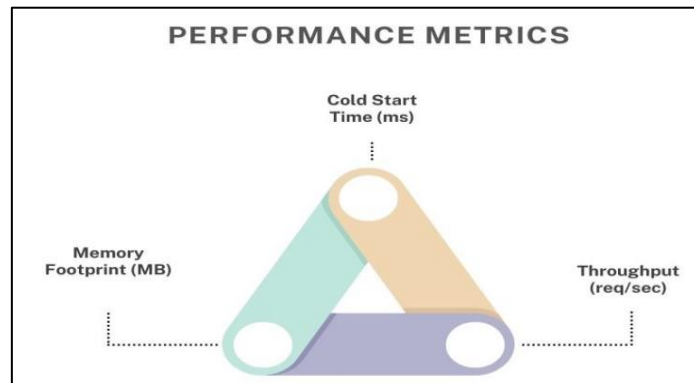 PERFORMANCE METRICS
Cold Start
Time (ms)
Memory
Footprint (MB)
Throughput
(req/sec)